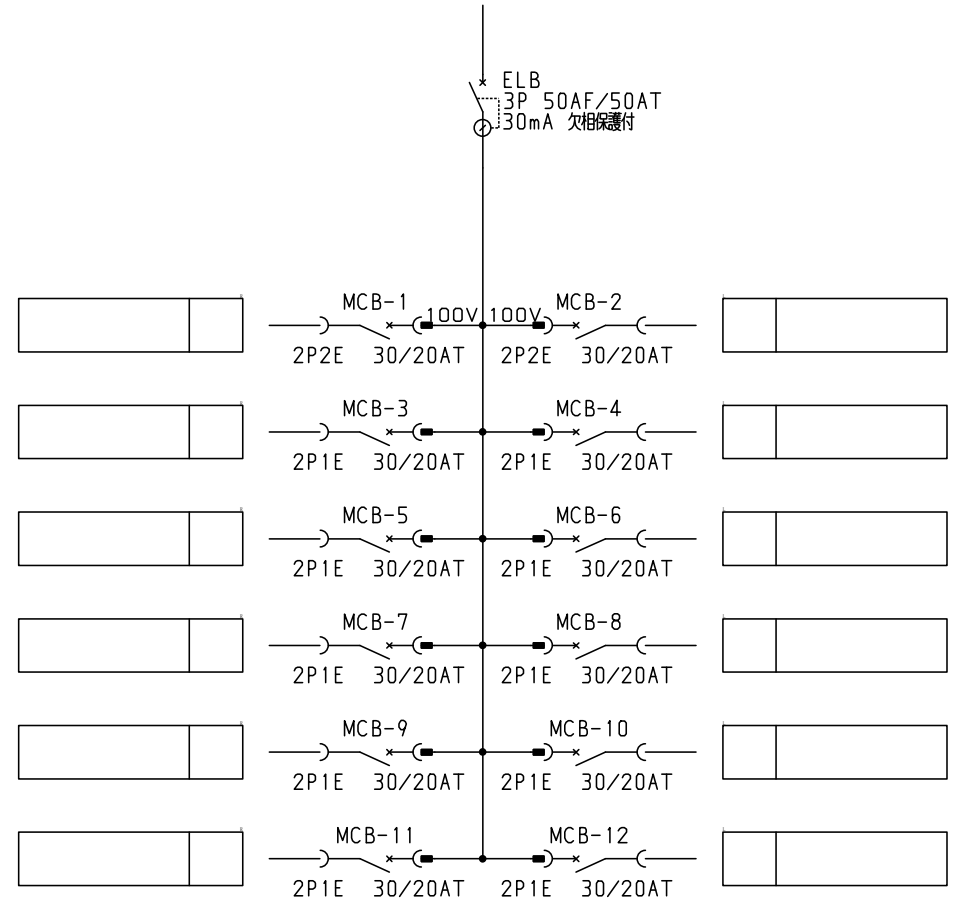 ELB
3P 50AF/50AT
30mA 欠相保護付
MCB-1 100V 100V MCB-2
2P2E 30/20AT 2P2E 30/20AT
MCB-3 MCB-4
2P1E 30/20AT 2P1E 30/20AT
MCB-5 MCB-6
2P1E 30/20AT 2P1E 30/20AT
MCB-7 MCB-8
2P1E 30/20AT 2P1E 30/20AT
MCB-9 MCB-10
2P1E 30/20AT 2P1E 30/20AT
MCB-11 MCB-12
2P1E 30/20AT 2P1E 30/20AT